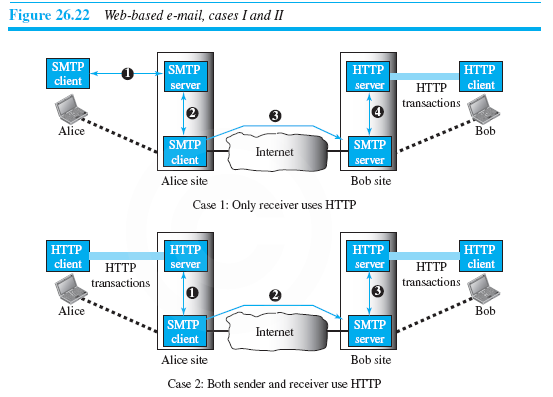 Figure 26.22 Web-based e-mail, cases I and II
SMTP
client
1
SMTP
server
2
SMTP
client
Alice
Alice site
3
Internet
HTTP
server
4
SMTP
server
Bob site
HTTP
transactions
HTTP
client
Bob
Case 1: Only receiver uses HTTP
HTTP
client
HTTP
transactions
Alice
HTTP
server
1
SMTP
client
Alice site
2
Internet
HTTP
server
3
SMTP
server
Bob site
HTTP
transactions
HTTP
client
Bob
Case 2: Both sender and receiver use HTTP